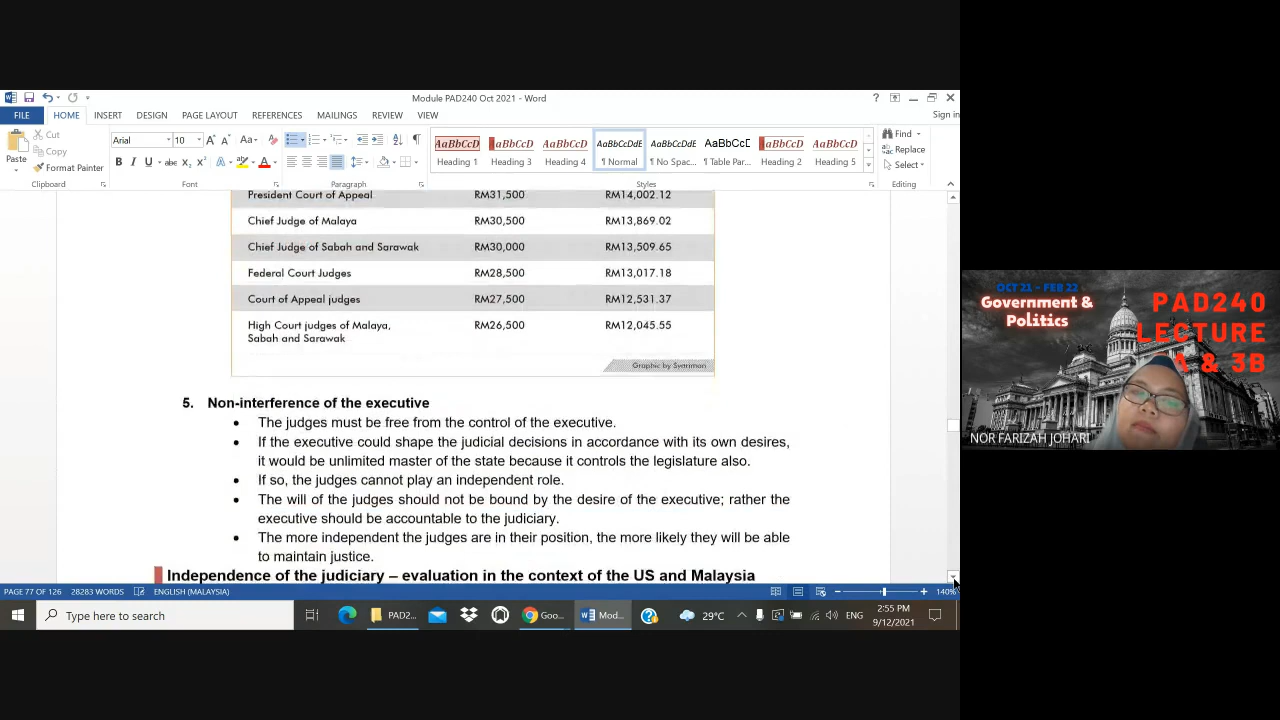 Module PAD240 Oct 2021 - Word
? 
Sign in
FILE HOME INSERT DESIGN PAGE LAYOUT REFERENCES MAILINGS REVIEW VIEW
Cut
Copy
Format Painter
Paste
Clipboard
Arial 10
Font
Paragraph
AaBbCcD AaBbCcD AaBbCcD AaBbCcDdE AaBbCcDdE AaBbC AaBbCcD AaBbCcD
Heading 1 Heading 3 Heading 4 ¶ Normal ¶ No Spac... ¶ Table Par... Heading 2 Heading 5
Styles
Find
Replace
Select
Editing
President Court of Appeal RM31,500 RM14,002.12
Chief Judge of Malaya RM30,500 RM13,869.02
Chief Judge of Sabah and Sarawak RM30,000 RM13,509.65
Federal Court Judges RM28,500 RM13,017.18
Court of Appeal judges RM27,500 RM12,531.37
High Court judges of Malaya, RM26,500 RM12,045.55
Sabah and Sarawak
Graphic by Syariman
5. Non-interference of the executive
• The judges must be free from the control of the executive.
• If the executive could shape the judicial decisions in accordance with its own desires,
it would be unlimited master of the state because it controls the legislature also.
• If so, the judges cannot play an independent role.
• The will of the judges should not be bound by the desire of the executive; rather the
executive should be accountable to the judiciary.
• The more independent the judges are in their position, the more likely they will be able
to maintain justice.
Independence of the judiciary – evaluation in the context of the US and Malaysia
PAGE 77 OF 126 28283 WORDS ENGLISH (MALAYSIA) 140%
Type here to search
PAD2... Goo... Mod...
29°C ENG
2:55 PM
9/12/2021
OCT 21 - FEB 22
Government &
Politics
PAD240
LECTURE
& 3B
NOR FARIZAH JOHARI